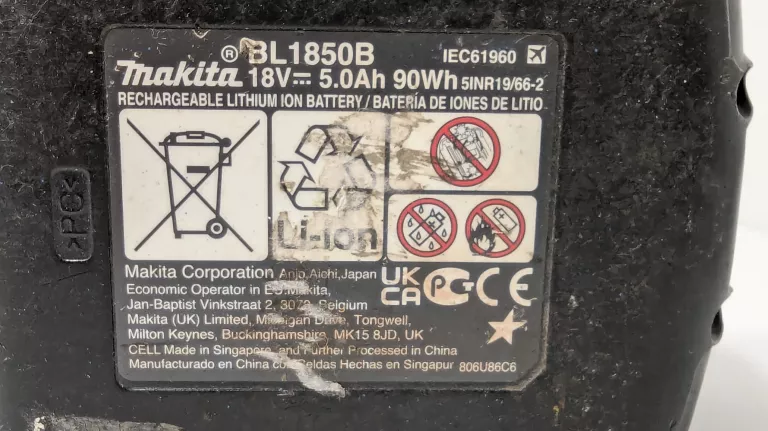 ® BL1850B IEC61960
makita 18V 5.0Ah 90Wh 5INR19/66-2
RECHARGEABLE LITHIUM ION BATTERY / BATERÍA DE IONES DE LITIO
Li-ion
Makita Corporation Anjo, Aichi, Japan
Economic Operator in EU: Makita,
Jan-Baptist Vinkstraat 2, 3070, Belgium
Makita (UK) Limited, Michigan Drive, Tongwell,
Milton Keynes, Buckinghamshire, MK15 8JD, UK
CELL Made in Singapore, and Further Processed in China
Manufacturado en China con Celdas Hechas en Singapur 806U86C6
UK
CA
CE
>PC<